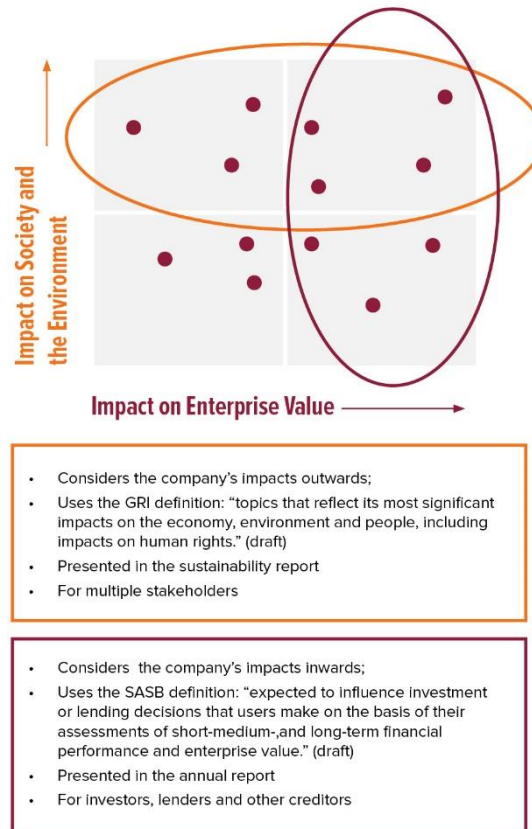 Impact on Society and
the Environment
Impact on Enterprise Value
• Considers the company’s impacts outwards;
• Uses the GRI definition: “topics that reflect its most significant
impacts on the economy, environment and people, including
impacts on human rights.” (draft)
• Presented in the sustainability report
• For multiple stakeholders
• Considers the company’s impacts inwards;
• Uses the SASB definition: “expected to influence investment
or lending decisions that users make on the basis of their
assessments of short-medium-,and long-term financial
performance and enterprise value.” (draft)
• Presented in the annual report
• For investors, lenders and other creditors